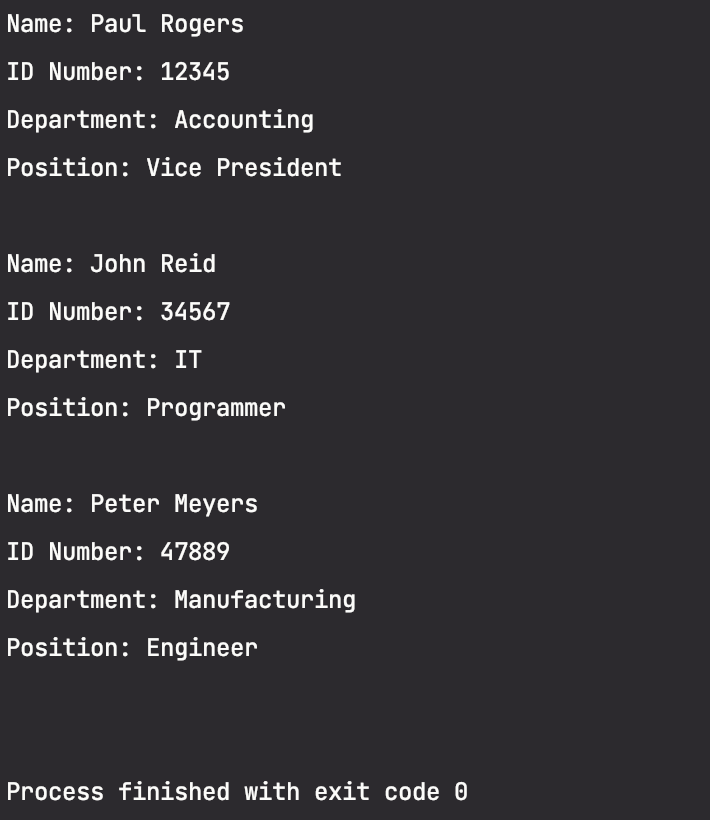 Name: Paul Rogers
ID Number: 12345
Department: Accounting
Position: Vice President
Name: John Reid
ID Number: 34567
Department: IT
Position: Programmer
Name: Peter Meyers
ID Number: 47889
Department: Manufacturing
Position: Engineer
Process finished with exit code 0